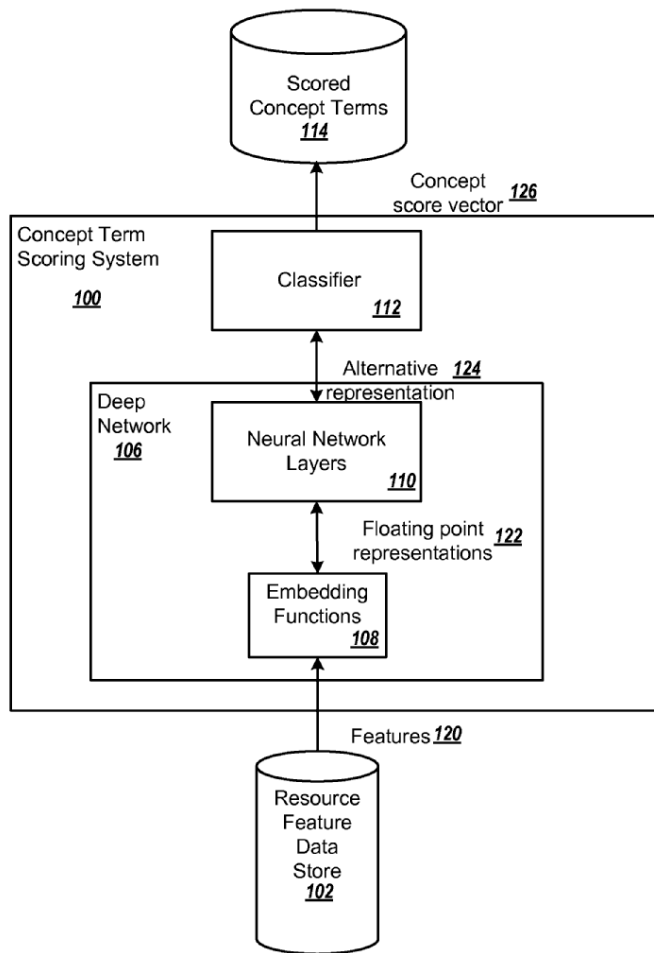 Scored
Concept Terms
114
Concept 126
score vector
Concept Term
Scoring System
100
Classifier
112
Alternative 124
representation
Deep
Network
106
Neural Network
Layers
110
Floating point 122
representations
Embedding
Functions
108
Features 120
Resource
Feature
Data
Store
102